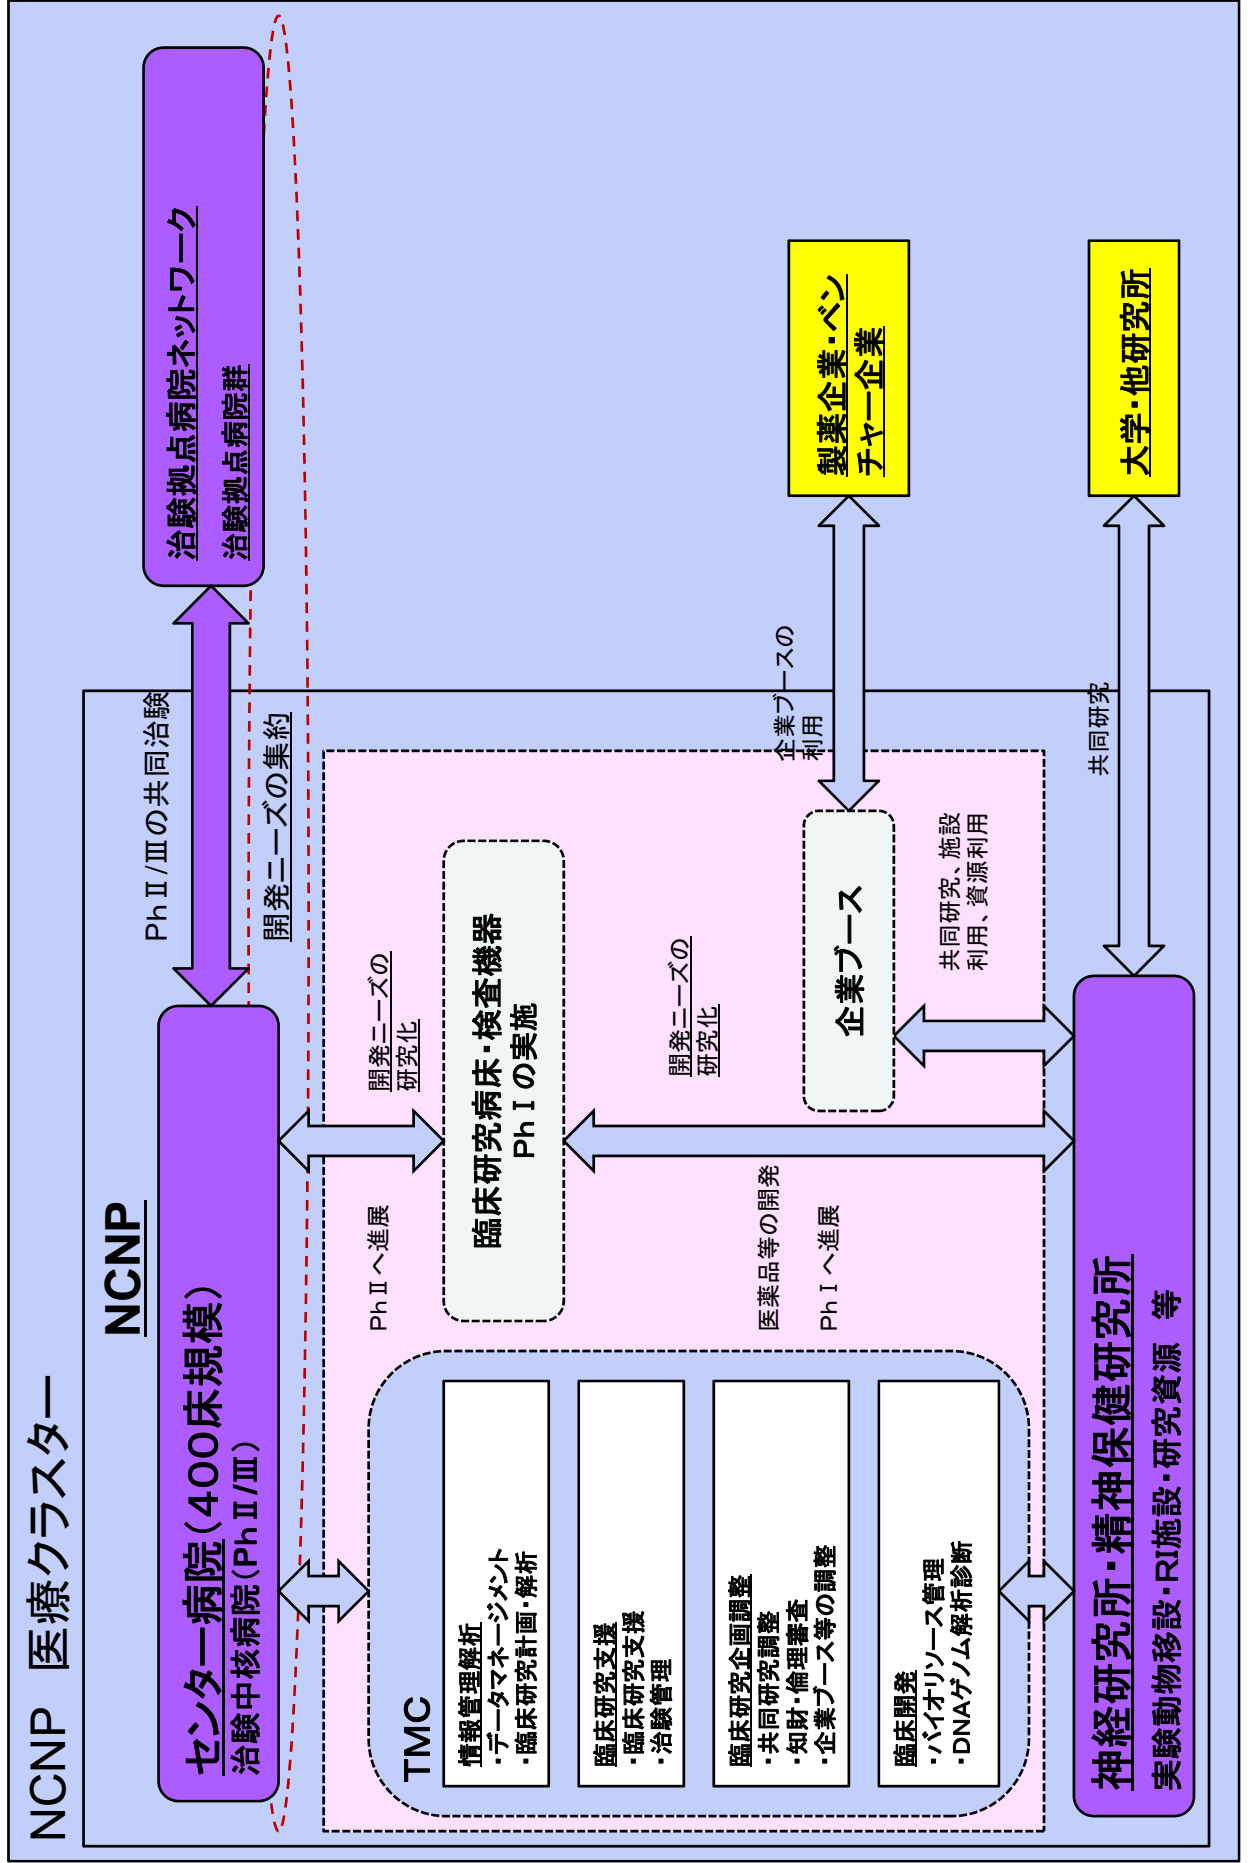 NCNP　医療クラスター
NCNP
センター病院（４００床規模）
治験中核病院（PhⅡ/Ⅲ）
PhⅡ/Ⅲの共同治験
開発ニーズの集約
治験拠点病院ネットワーク
治験拠点病院群
PhⅡへ進展
開発ニーズの
研究化
TMC
情報管理解析
・データマネージメント
・臨床研究計画・解析
臨床研究支援
・臨床研究支援
・治験管理
臨床研究企画調整
・共同研究調整
・知財・倫理審査
・企業ブース等の調整
臨床開発
・バイオリソース管理
・DNAゲノム解析診断
臨床研究病床・検査機器
PhⅠの実施
医薬品等の開発
PhⅠへ進展
開発ニーズの
研究化
企業ブース
企業ブースの
利用
製薬企業・ベン
チャー企業
共同研究、施設
利用、資源利用
神経研究所・精神保健研究所
実験動物移設・RI施設・研究資源　等
共同研究
大学・他研究所